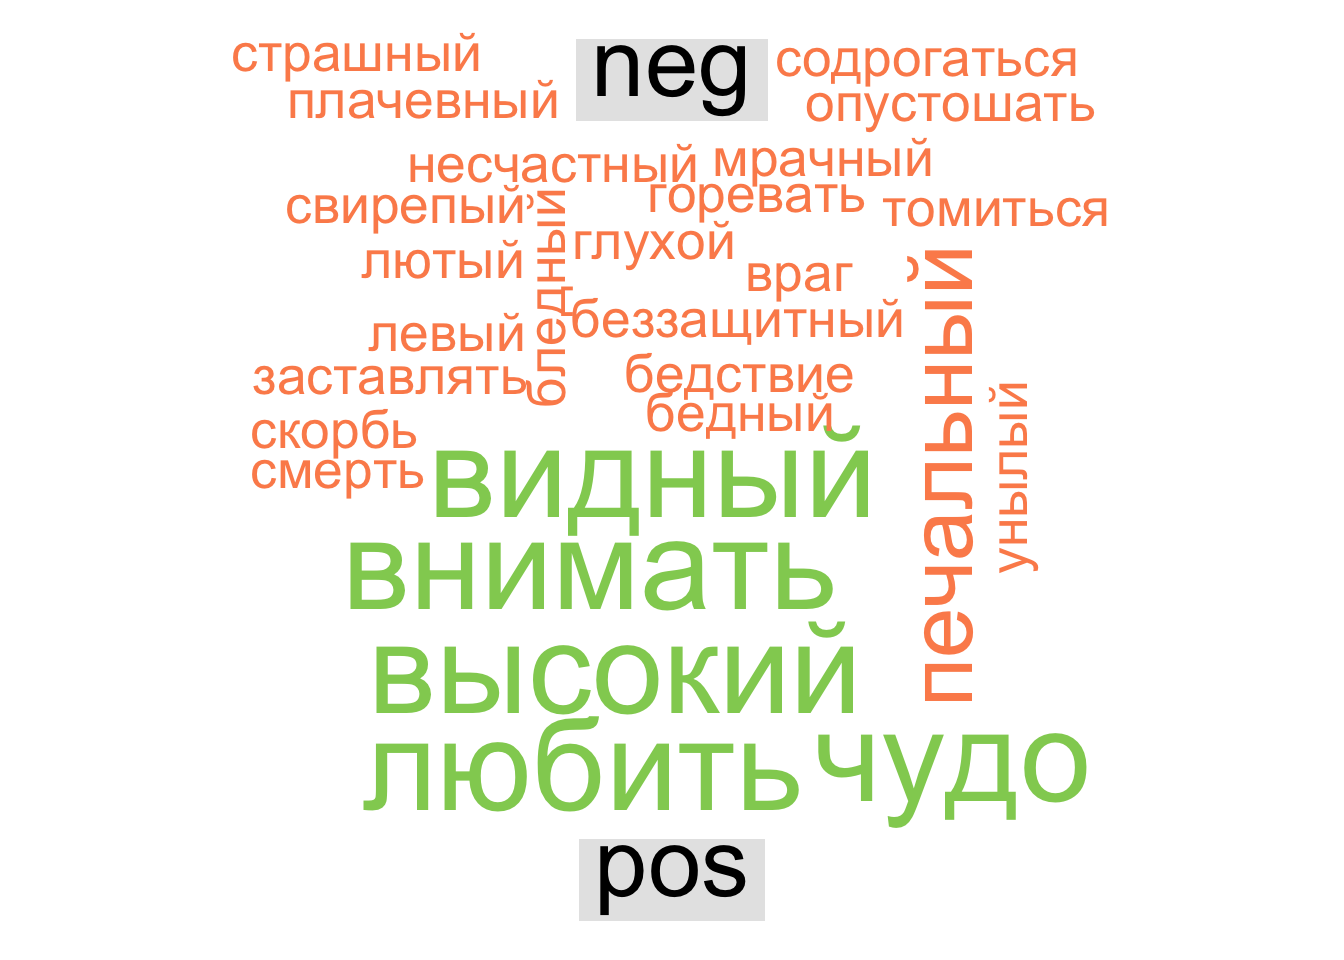 страшный
neg
содрогаться
плачевный
опустошать
несчастный
мрачный
свирепый
горевать
томиться
бледный
глухой
лютый
враг
печальный
беззащитный
левый
заставлять
бедствие
унылый
бедный
скорбь
смерть
видный
внимать
высокий
любить
чудо
pos